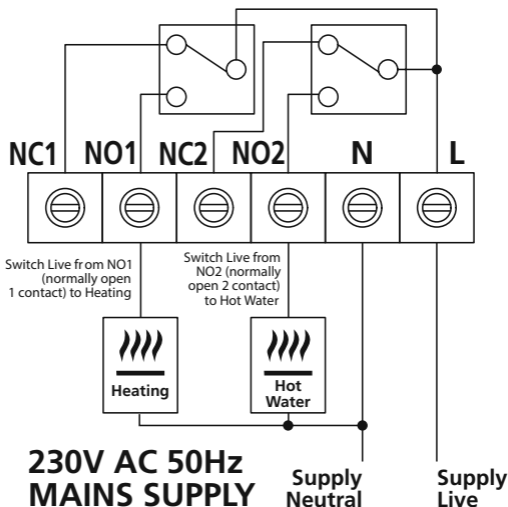 NC1 NO1 NC2 NO2 N L
Switch Live from NO1
(normally open
1 contact) to Heating
Switch Live from
NO2 (normally
open 2 contact)
to Hot Water
Heating
Hot
Water
230V AC 50Hz
MAINS SUPPLY
Supply
Neutral
Supply
Live